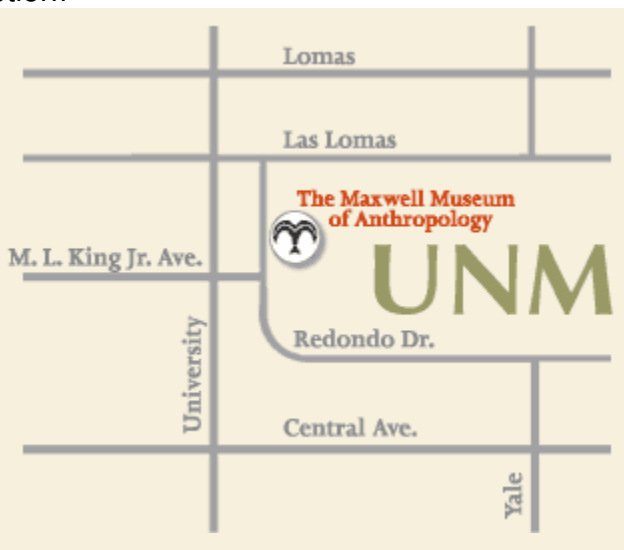 Lomas
Las Lomas
The Maxwell Museum
of Anthropology
M. L. King Jr. Ave.
UNM
University
Redondo Dr.
Central Ave.
Yale